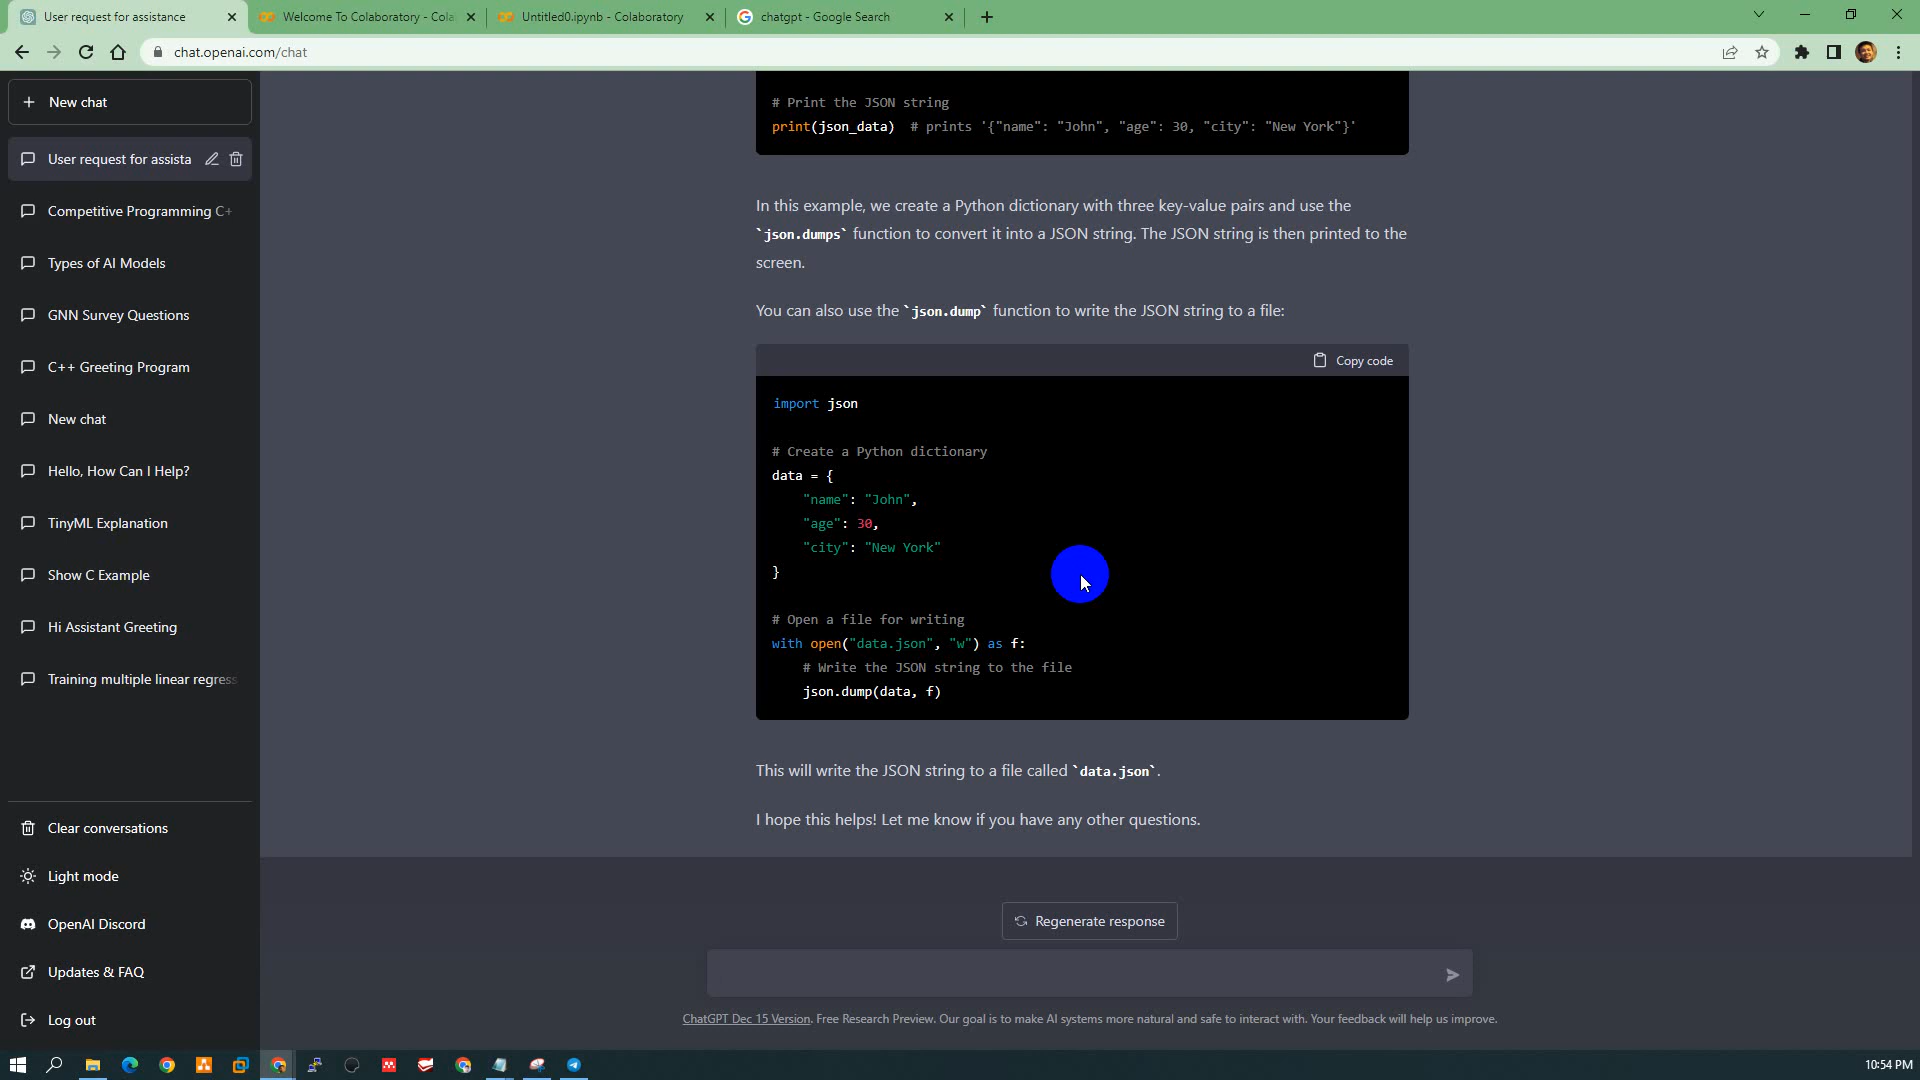 User request for assistance
Welcome To Colaboratory - Cola
Untitled0.ipynb - Colaboratory
chatgpt - Google Search
chat.openai.com/chat
New chat
User request for assista
Competitive Programming C+
Types of AI Models
GNN Survey Questions
C++ Greeting Program
New chat
Hello, How Can I Help?
TinyML Explanation
Show C Example
Hi Assistant Greeting
Training multiple linear regress
Clear conversations
Light mode
OpenAI Discord
Updates & FAQ
Log out
# Print the JSON string
print(json_data)  # prints '{"name": "John", "age": 30, "city": "New York"}'
In this example, we create a Python dictionary with three key-value pairs and use the
`json.dumps` function to convert it into a JSON string. The JSON string is then printed to the
screen.
You can also use the `json.dump` function to write the JSON string to a file:
Copy code
import json
# Create a Python dictionary
data = {
    "name": "John",
    "age": 30,
    "city": "New York"
}
# Open a file for writing
with open("data.json", "w") as f:
    # Write the JSON string to the file
    json.dump(data, f)
This will write the JSON string to a file called `data.json`.
I hope this helps! Let me know if you have any other questions.
Regenerate response
ChatGPT Dec 15 Version. Free Research Preview. Our goal is to make AI systems more natural and safe to interact with. Your feedback will help us improve.
10:54 PM